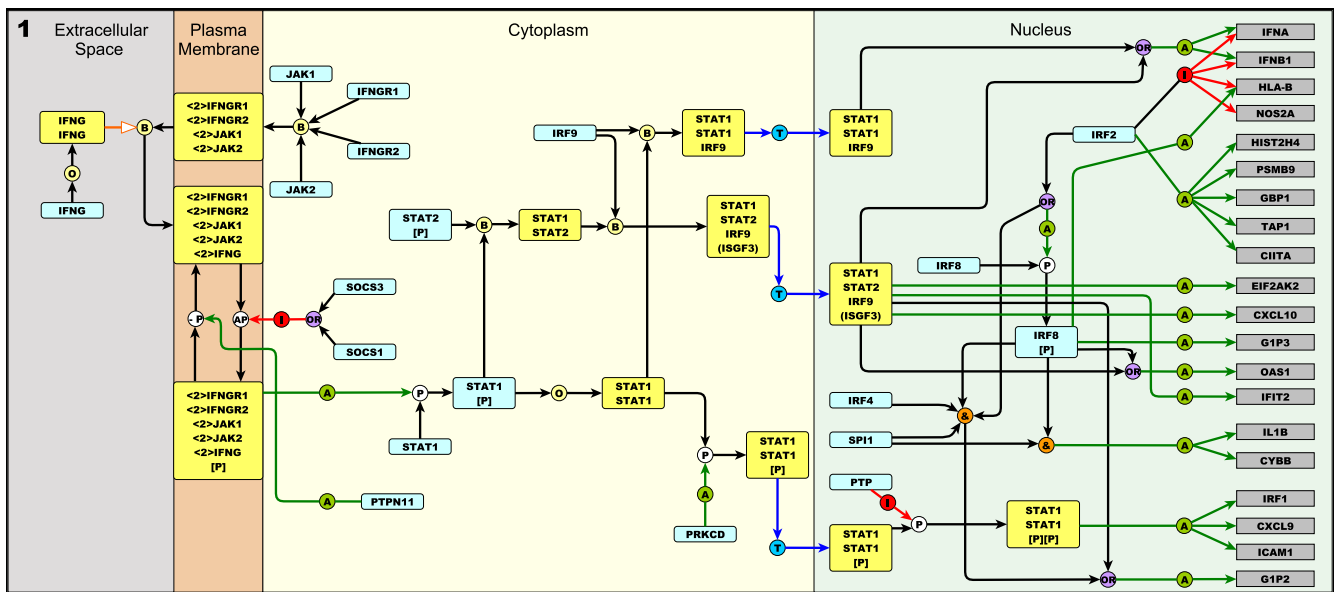 1
Extracellular
Space
Plasma
Membrane
Cytoplasm
Nucleus
IFNG
IFNG
B
O
IFNG
<2>IFNGR1
<2>IFNGR2
<2>JAK1
<2>JAK2
<2>IFNGR1
<2>IFNGR2
<2>JAK1
<2>JAK2
<2>IFNG
- P
AP
<2>IFNGR1
<2>IFNGR2
<2>JAK1
<2>JAK2
<2>IFNG
[P]
JAK1
IFNGR1
B
IFNGR2
JAK2
SOCS3
I
OR
SOCS1
A
P
STAT1
A
PTPN11
STAT2
[P]
B
STAT1
STAT2
B
IRF9
B
STAT1
STAT1
IRF9
T
STAT1
STAT2
IRF9
(ISGF3)
T
STAT1
[P]
O
STAT1
STAT1
P
A
PRKCD
STAT1
STAT1
[P]
T
STAT1
STAT1
IRF9
STAT1
STAT2
IRF9
(ISGF3)
IRF4
SPI1
PTP
I
P
STAT1
STAT1
[P]
STAT1
STAT1
[P][P]
IRF2
OR
A
IRF8
P
IRF8
[P]
&
&
OR
OR
OR
A
I
A
A
A
A
A
A
A
A
A
A
IFNA
IFNB1
HLA-B
NOS2A
HIST2H4
PSMB9
GBP1
TAP1
CIITA
EIF2AK2
CXCL10
G1P3
OAS1
IFIT2
IL1B
CYBB
IRF1
CXCL9
ICAM1
G1P2